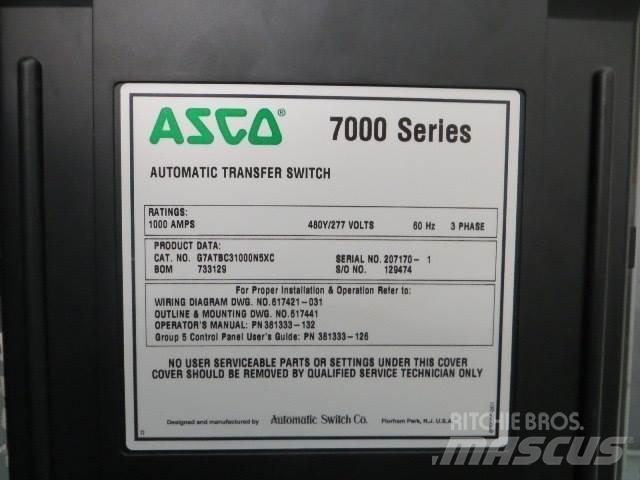 ASCO® 7000 Series
AUTOMATIC TRANSFER SWITCH
RATINGS:
1000 AMPS 480Y/277 VOLTS 60 Hz 3 PHASE
PRODUCT DATA:
CAT. NO. G7ATBC31000N5XC SERIAL NO. 207170-1
BOM 733129 S/O NO. 129474
For Proper Installation & Operation Refer to:
WIRING DIAGRAM DWG. NO.617421-031
OUTLINE & MOUNTING DWG. NO.617441
OPERATOR'S MANUAL: PN 381333-132
Group 5 Control Panel User's Guide: PN 381333-126
NO USER SERVICEABLE PARTS OR SETTINGS UNDER THIS COVER
COVER SHOULD BE REMOVED BY QUALIFIED SERVICE TECHNICIAN ONLY
Designed and manufactured by Automatic Switch Co. Florham Park, N.J. U.S.A.
RITCHIE BROS.
MASCUS